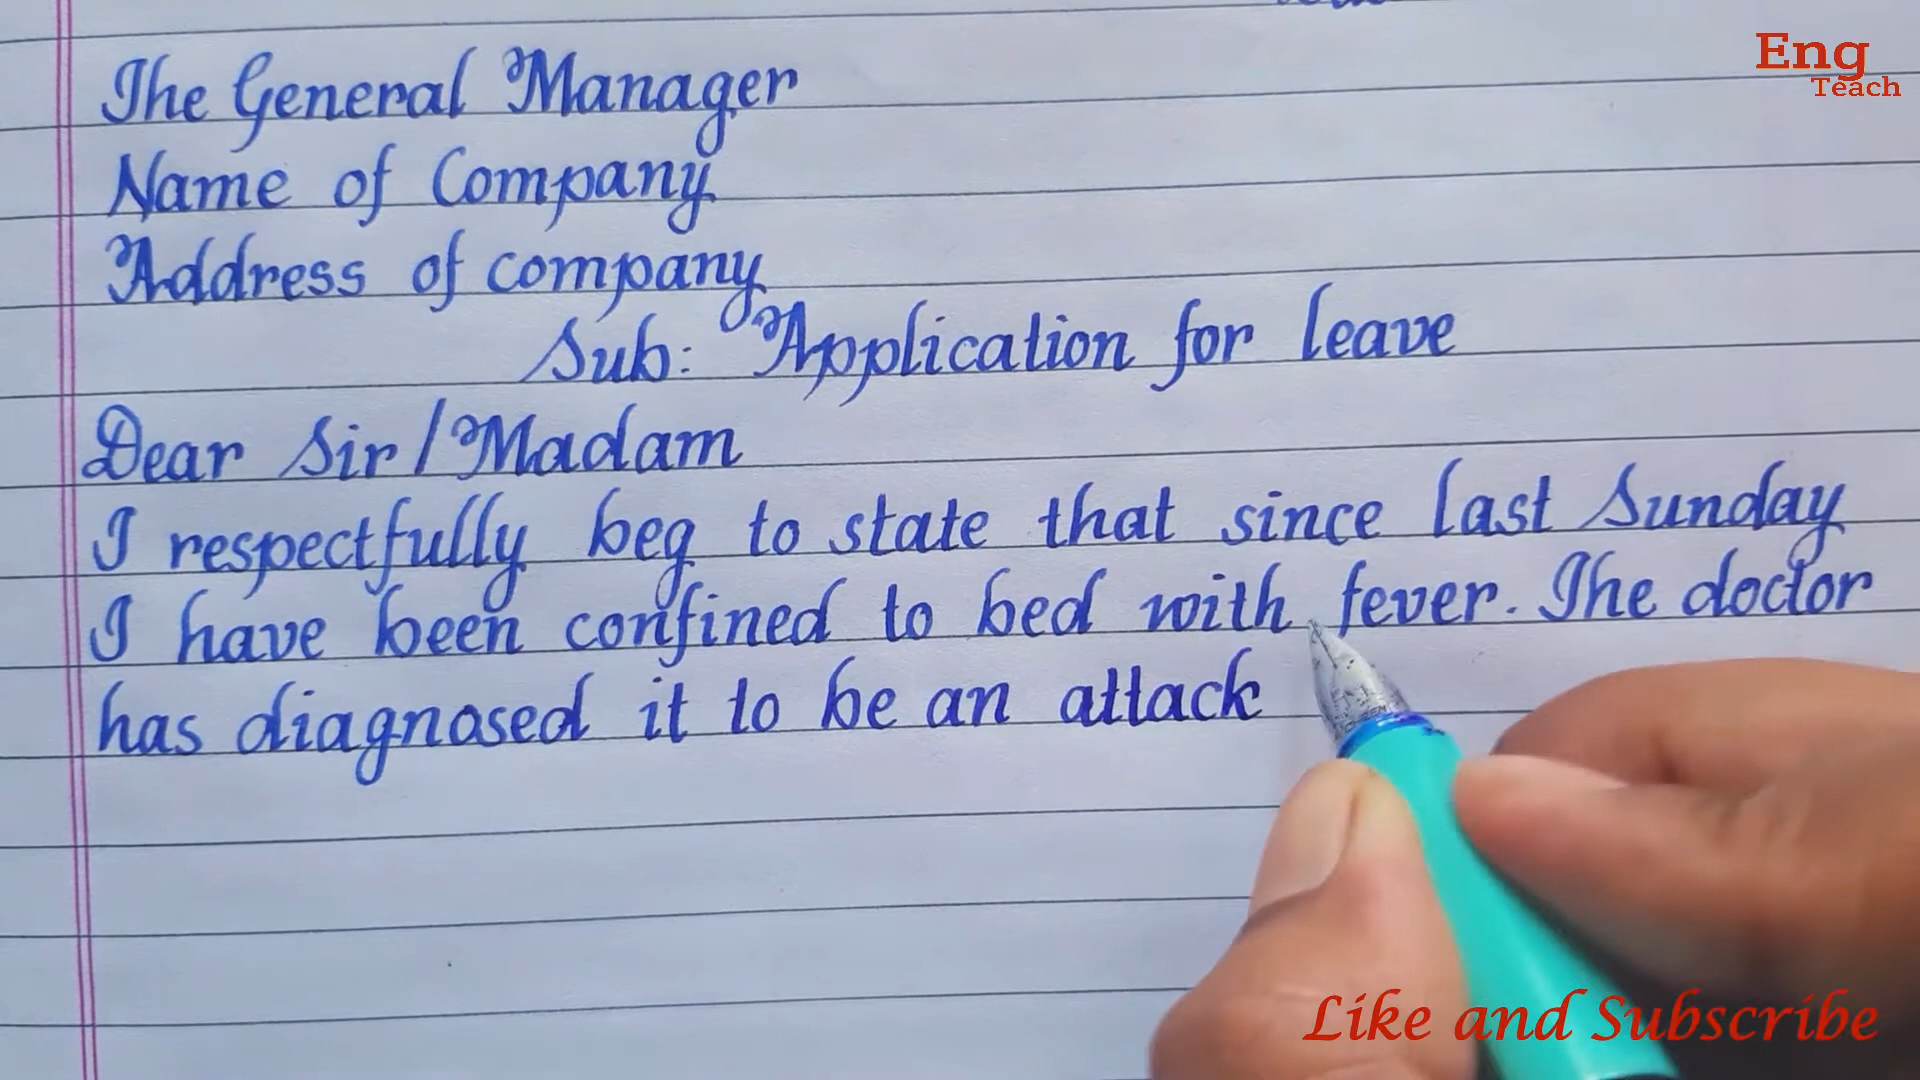 The General Manager
Name of Company
Address of company
Sub: Application for leave
Dear Sir/Madam
I respectfully beg to state that since last Sunday
I have been confined to bed with fever. The doctor
has diagnosed it to be an attack
Eng
Teach
Like and Subscribe